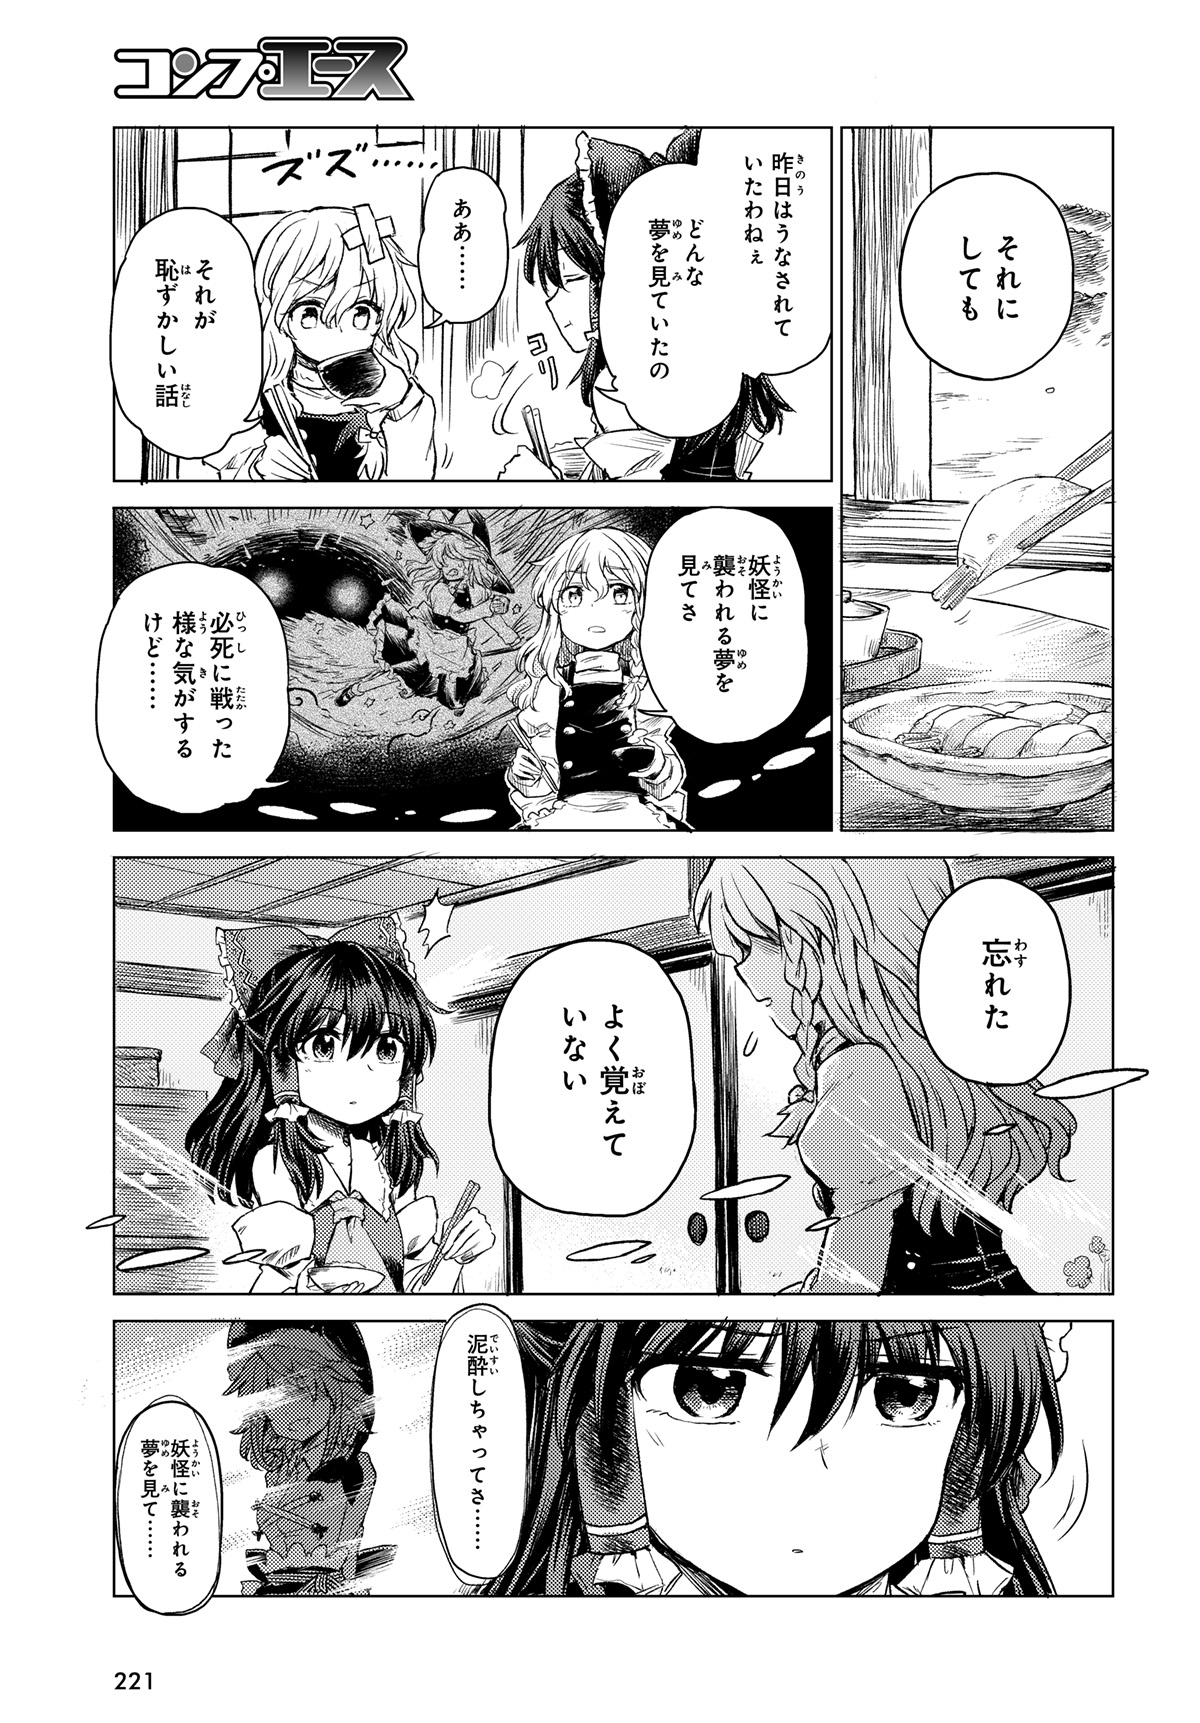 コンプ・エース
それに
しても
昨日はうなされて
いたわねぇ
どんな
夢を見ていたの
コリ
ああ……
ズズ……
それが
恥ずかしい話
妖怪に
襲われる夢を
見てさ
必死に戦った
様な気がする
けど……
忘れた
よく覚えて
いない
泥酔しちゃってさ……
妖怪に襲われる
夢を見て……
221